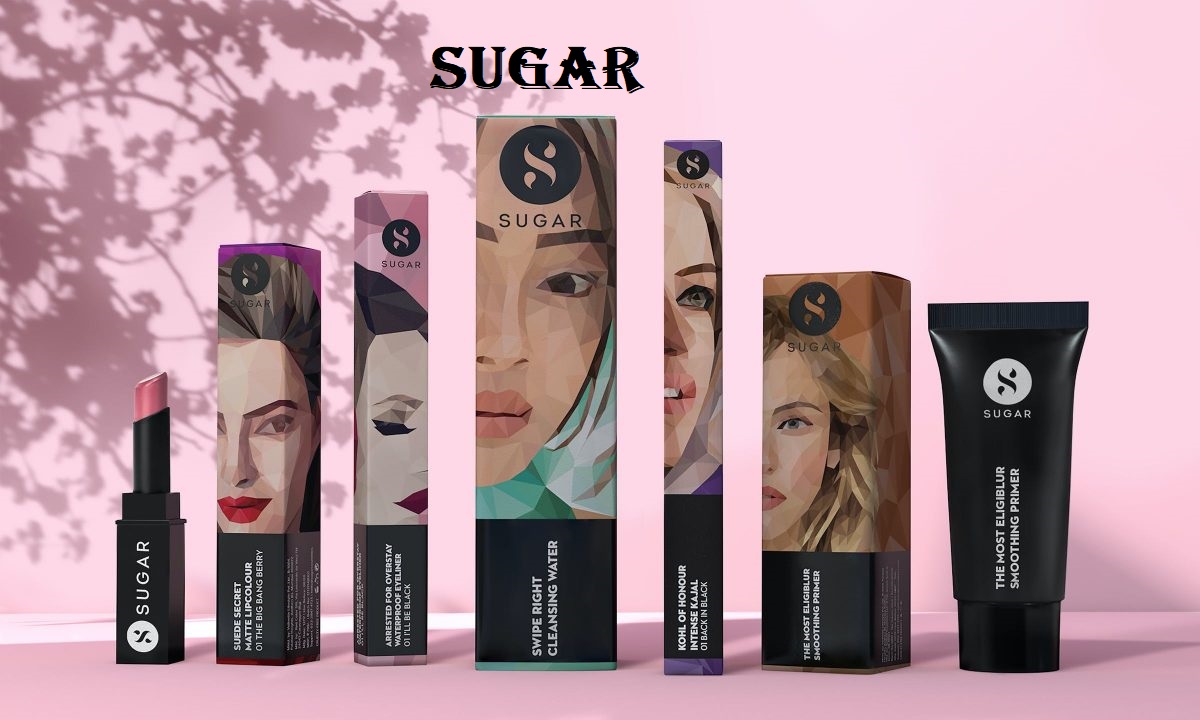 SUGAR
SUGAR
SUGAR
SUEDE SECRET
MATTE LIPCOLOUR
01 THE BIG BANG BERRY
SUGAR
ARRESTED FOR OVERSTAY
WATERPROOF EYELINER
01 I'LL BE BLACK
SUGAR
SWIPE RIGHT
CLEANSING WATER
SUGAR
KOHL OF HONOUR
INTENSE KAJAL
01 BACK IN BLACK
SUGAR
THE MOST ELIGIBLUR
SMOOTHING PRIMER
SUGAR
THE MOST ELIGIBLUR
SMOOTHING PRIMER